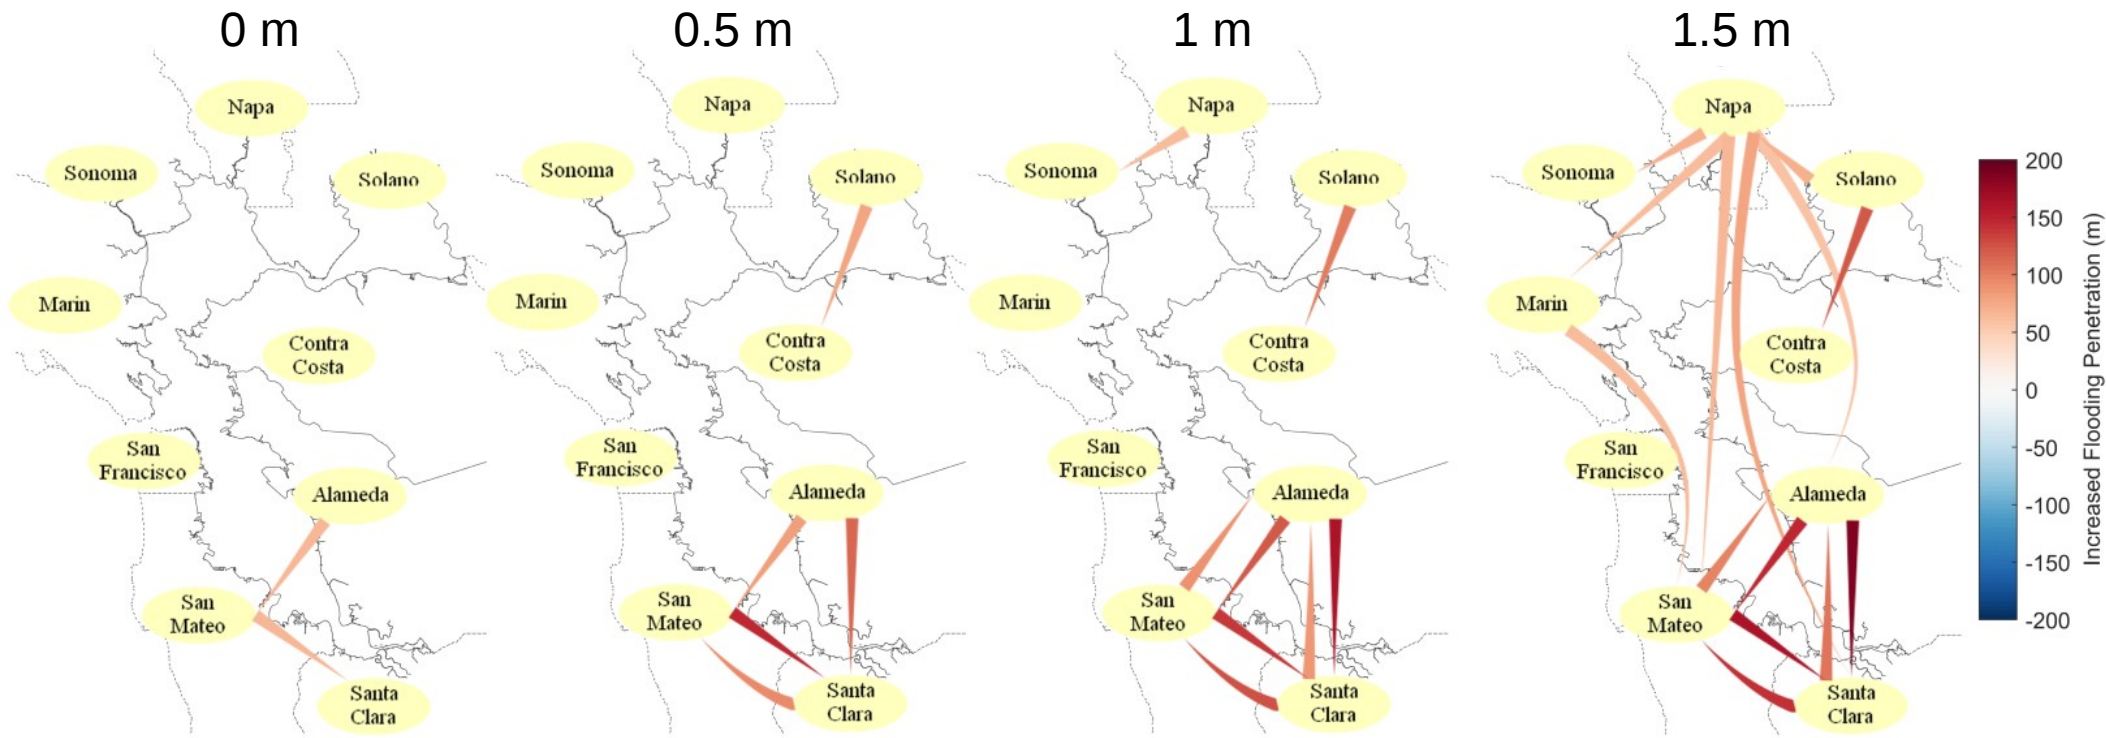 0 m
0.5 m
1 m
1.5 m
Napa
Sonoma
Solano
Marin
Contra
Costa
San
Francisco
Alameda
San
Mateo
Santa
Clara
Napa
Sonoma
Solano
Marin
Contra
Costa
San
Francisco
Alameda
San
Mateo
Santa
Clara
Napa
Sonoma
Solano
Marin
Contra
Costa
San
Francisco
Alameda
San
Mateo
Santa
Clara
Napa
Sonoma
Solano
Marin
Contra
Costa
San
Francisco
Alameda
San
Mateo
Santa
Clara
200
150
100
50
0
-50
-100
-150
-200
Increased Flooding Penetration (m)